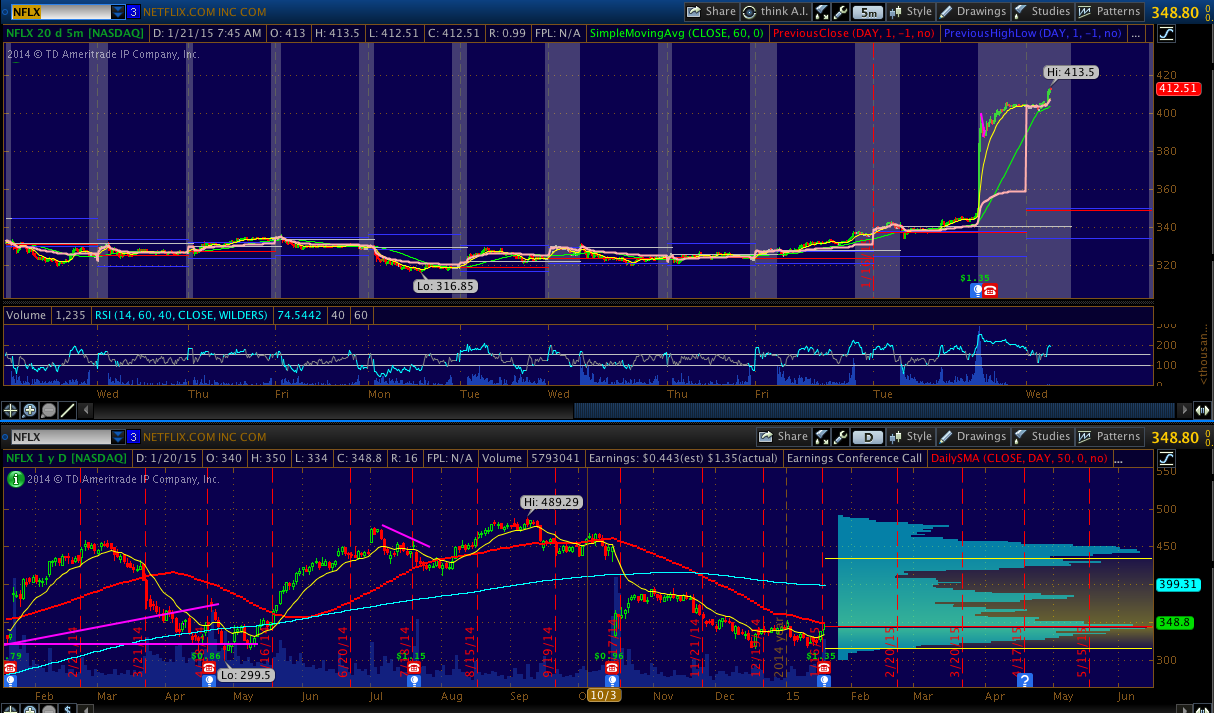 NFLX 3 NETFLIX.COM INC COM Share think A.I. 5m Style Drawings Studies Patterns 348.80
NFLX 20 d 5m [NASDAQ] D: 1/21/15 7:45 AM O: 413 H: 413.5 L: 412.51 C: 412.51 R: 0.99 FPL: N/A SimpleMovingAvg (CLOSE, 60, 0) PreviousClose (DAY, 1, -1, no) PreviousHighLow (DAY, 1, -1, no) ...
2014 © TD Ameritrade IP Company, Inc.
Hi: 413.5
420
412.51
400
380
360
340
320
$1.35
Lo: 316.85
Volume 1,235 RSI (14, 60, 40, CLOSE, WILDERS) 74.5442 40 60
300
200
100
0
<thousan...
Wed Thu Fri Mon Tue Wed Thu Fri Tue Wed
NFLX 3 NETFLIX.COM INC COM Share D Style Drawings Studies Patterns 348.80
NFLX 1 y D [NASDAQ] D: 1/20/15 O: 340 H: 350 L: 334 C: 348.8 R: 16 FPL: N/A Volume 5793041 Earnings: $0.443(est) $1.35(actual) Earnings Conference Call DailySMA (CLOSE, DAY, 50, 0, no) ...
2014 © TD Ameritrade IP Company, Inc.
550
Hi: 489.29
500
450
399.31
348.8
300
3/21/14 6/20/14 8/15/14 9/19/14 11/21/14 2014 year 2/20/15 3/20/15 4/17/15 5/15/15
.79 $0.86 $1.15 $0.96 $1.35
Lo: 299.5
?
Feb Mar Apr May Jun Jul Aug Sep 10/3 Nov Dec 15 Feb Mar Apr May Jun
$